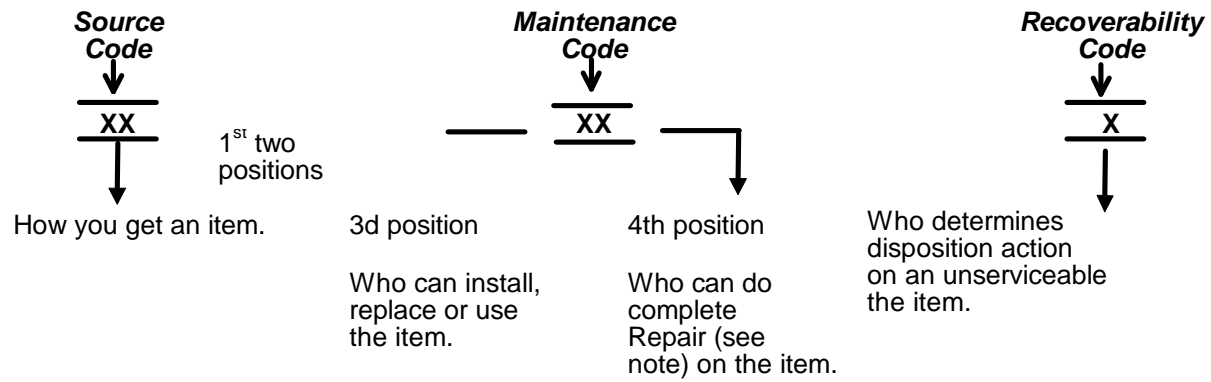 Source
Code
XX
1st two
positions
How you get an item.
Maintenance
Code
XX
3d position
Who can install,
replace or use
the item.
4th position
Who can do
complete
Repair (see
note) on the item.
Recoverability
Code
X
Who determines
disposition action
on an unserviceable
the item.